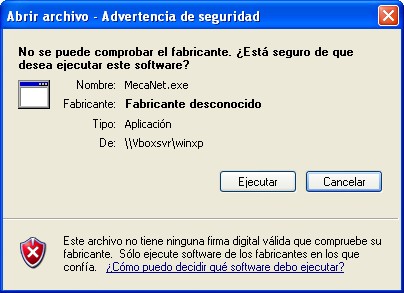 Abrir archivo - Advertencia de seguridad
No se puede comprobar el fabricante. ¿Está seguro de que
desea ejecutar este software?
Nombre: MecaNet.exe
Fabricante: Fabricante desconocido
Tipo: Aplicación
De: \\Vboxsvr\winxp
Ejecutar Cancelar
Este archivo no tiene ninguna firma digital válida que compruebe su
fabricante. Sólo ejecute software de los fabricantes en los que
confía. ¿Cómo puedo decidir qué software debo ejecutar?